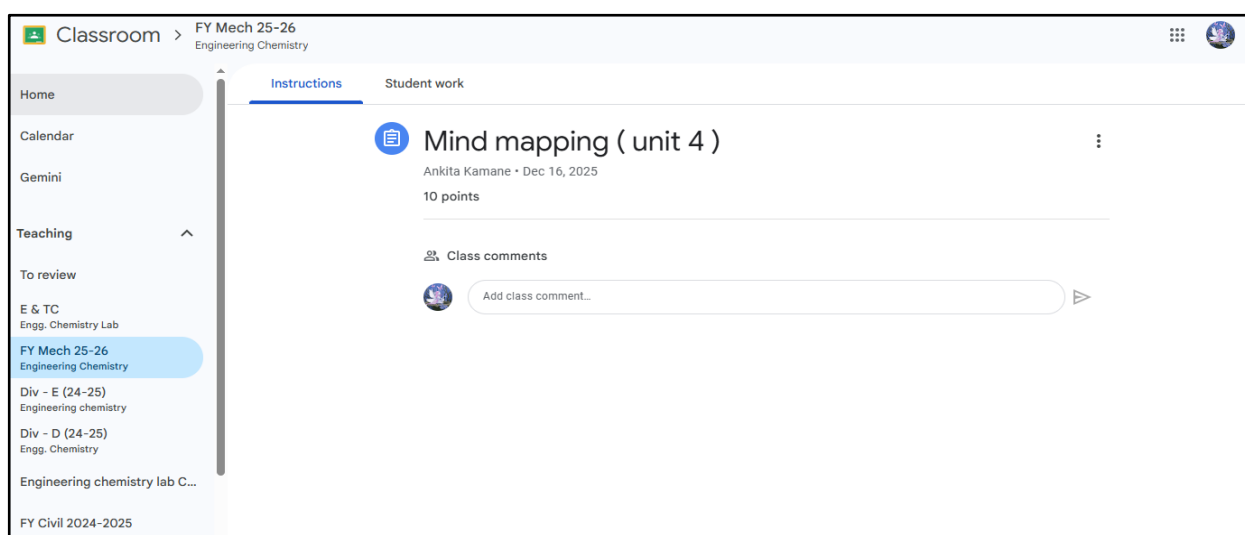 Classroom > FY Mech 25-26
Engineering Chemistry
Home
Calendar
Gemini
Teaching
To review
E & TC
Engg. Chemistry Lab
FY Mech 25-26
Engineering Chemistry
Div - E (24-25)
Engineering chemistry
Div - D (24-25)
Engg. Chemistry
Engineering chemistry lab C...
FY Civil 2024-2025
Instructions Student work
Mind mapping ( unit 4 )
Ankita Kamane • Dec 16, 2025
10 points
Class comments
Add class comment...